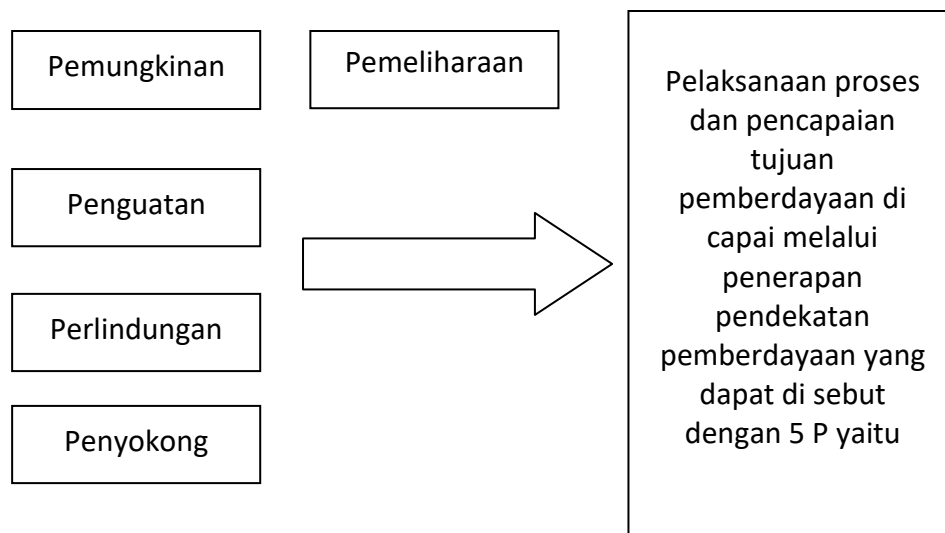 Pemungkinan
Pemeliharaan
Penguatan
Perlindungan
Penyokong
Pelaksanaan proses
dan pencapaian
tujuan
pemberdayaan di
capai melalui
penerapan
pendekatan
pemberdayaan yang
dapat di sebut
dengan 5 P yaitu